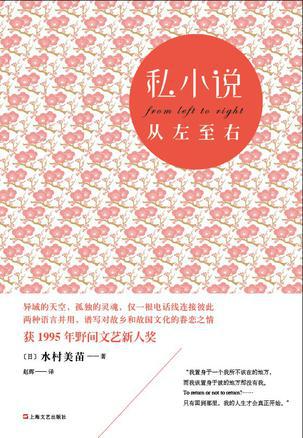 私小说
from left to right
从左至右
异域的天空，孤独的灵魂，仅一根电话线连接彼此
两种语言并用，谱写对故乡和故国文化的眷恋之情
获 1995 年野间文艺新人奖
〔日〕水村美苗——著
赵晖——译
“我置身于一个我所不该在的地方，
而我该置身于彼的地方却没有我。
To return or not to return?……
只有回到那里，我的人生才会真正开始。”
上海文艺出版社